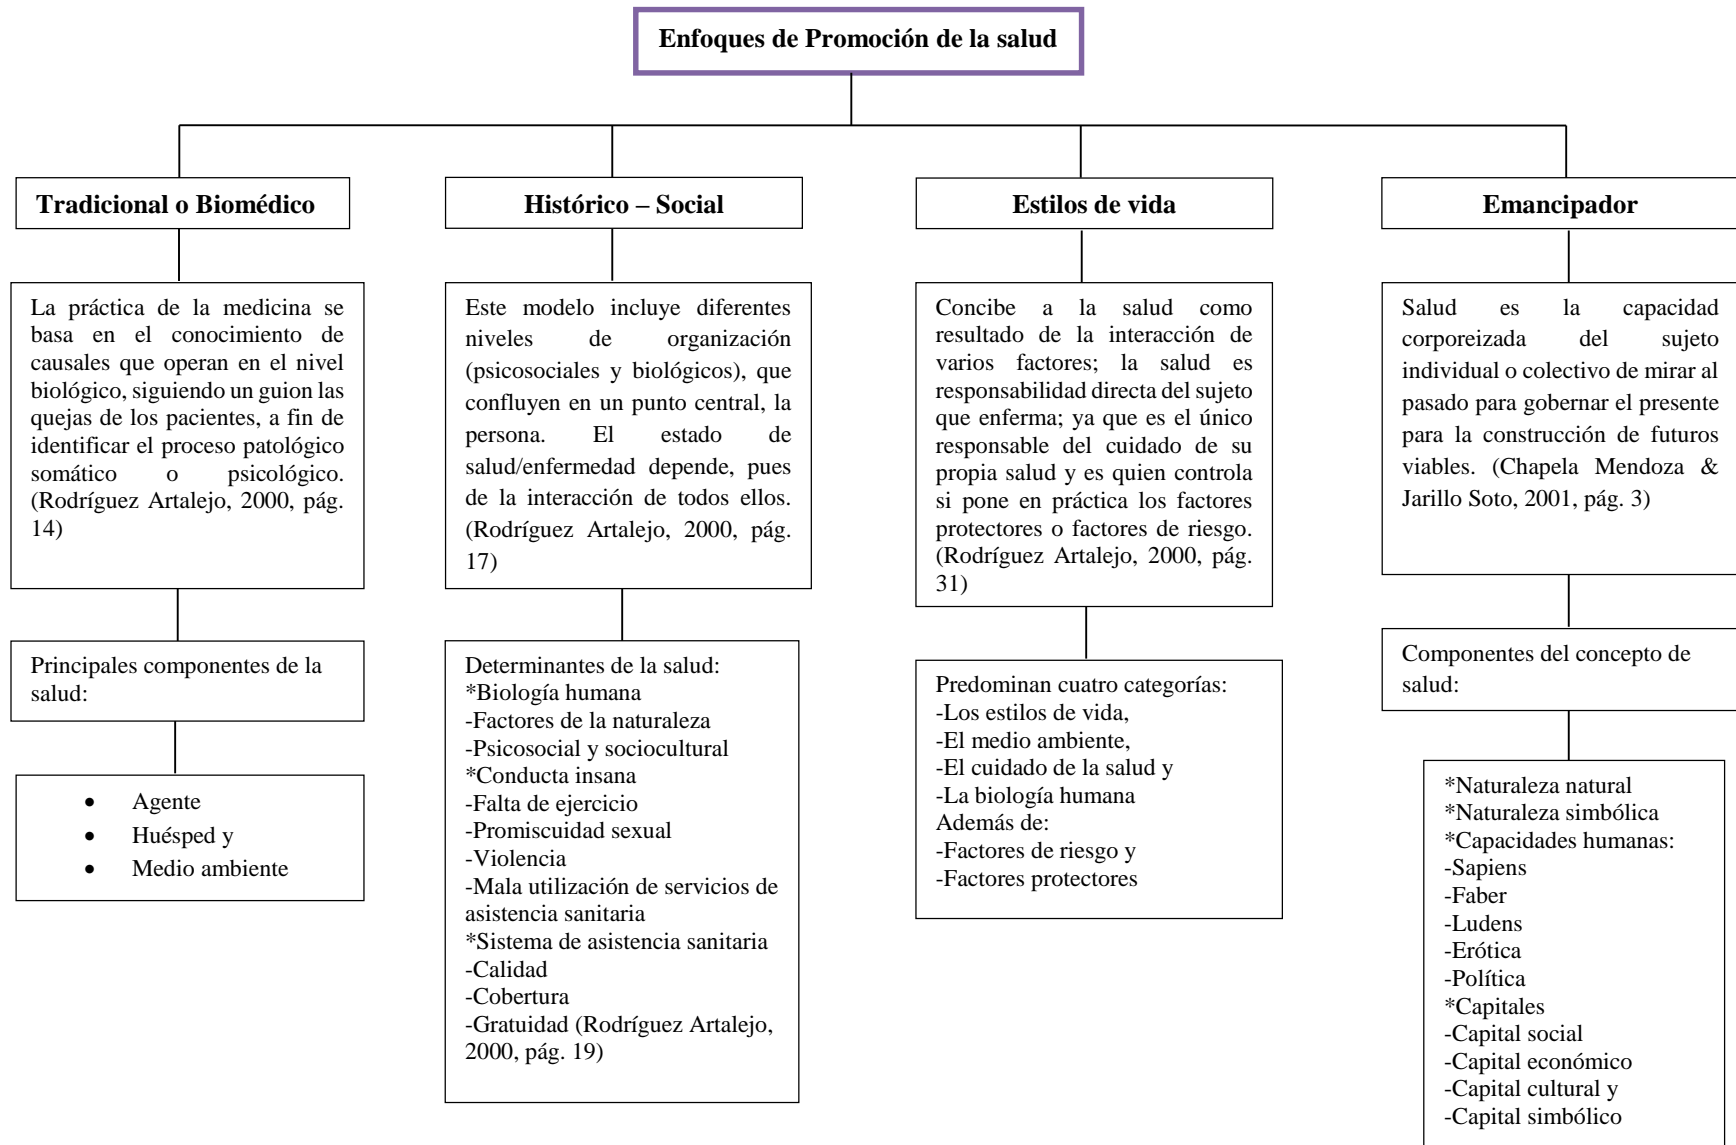 Enfoques de Promoción de la salud
Tradicional o Biomédico
La práctica de la medicina se
basa en el conocimiento de
causales que operan en el nivel
biológico, siguiendo un guion las
quejas de los pacientes, a fin de
identificar el proceso patológico
somático o psicológico.
(Rodríguez Artalejo, 2000, pág.
14)
Principales componentes de la
salud:
• Agente
• Huésped y
• Medio ambiente
Histórico – Social
Este modelo incluye diferentes
niveles de organización
(psicosociales y biológicos), que
confluyen en un punto central, la
persona. El estado de
salud/enfermedad depende, pues
de la interacción de todos ellos.
(Rodríguez Artalejo, 2000, pág.
17)
Determinantes de la salud:
*Biología humana
-Factores de la naturaleza
-Psicosocial y sociocultural
*Conducta insana
-Falta de ejercicio
-Promiscuidad sexual
-Violencia
-Mala utilización de servicios de
asistencia sanitaria
*Sistema de asistencia sanitaria
-Calidad
-Cobertura
-Gratuidad (Rodríguez Artalejo,
2000, pág. 19)
Estilos de vida
Concibe a la salud como
resultado de la interacción de
varios factores; la salud es
responsabilidad directa del sujeto
que enferma; ya que es el único
responsable del cuidado de su
propia salud y es quien controla
si pone en práctica los factores
protectores o factores de riesgo.
(Rodríguez Artalejo, 2000, pág.
31)
Predominan cuatro categorías:
-Los estilos de vida,
-El medio ambiente,
-El cuidado de la salud y
-La biología humana
Además de:
-Factores de riesgo y
-Factores protectores
Emancipador
Salud es la capacidad
corporeizada del sujeto
individual o colectivo de mirar al
pasado para gobernar el presente
para la construcción de futuros
viables. (Chapela Mendoza &
Jarillo Soto, 2001, pág. 3)
Componentes del concepto de
salud:
*Naturaleza natural
*Naturaleza simbólica
*Capacidades humanas:
-Sapiens
-Faber
-Ludens
-Erótica
-Política
*Capitales
-Capital social
-Capital económico
-Capital cultural y
-Capital simbólico